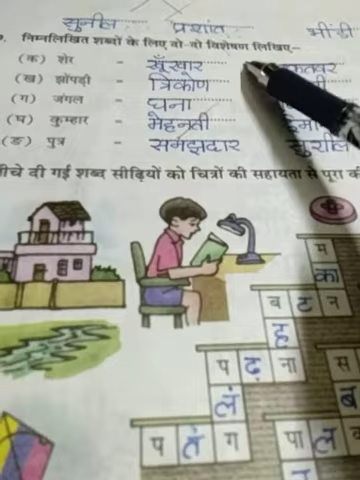 सुनील प्रशांत भींडी
निम्नलिखित शब्दों के लिए दो-दो विशेषण लिखिए-
(क) शेर - खूँखार
(ख) झोंपड़ी - त्रिकोण
(ग) जंगल - घना
(घ) कुम्हार - मेहनती
(ङ) पुत्र - समझदार सुशील
नीचे दी गई शब्द सीढ़ियों को चित्रों की सहायता से पूरा
म
का
ब ट न
ह
प ढ़ ना स
लं ब
प तं ग पा ल